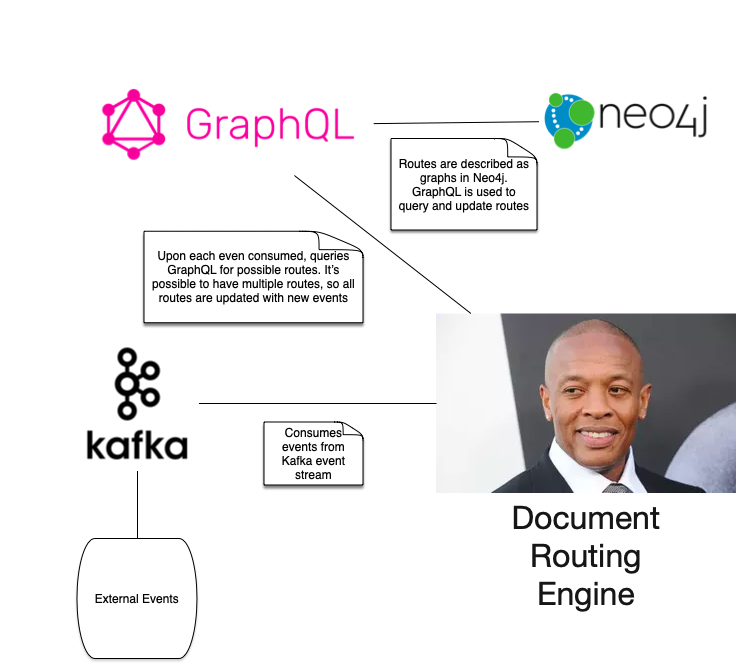 GraphQL
neo4j
Routes are described as
graphs in Neo4j.
GraphQL is used to
query and update routes
Upon each even consumed, queries
GraphQL for possible routes. It's
possible to have multiple routes, so all
routes are updated with new events
kafka
Consumes
events from
Kafka event
stream
Document
Routing
Engine
External Events